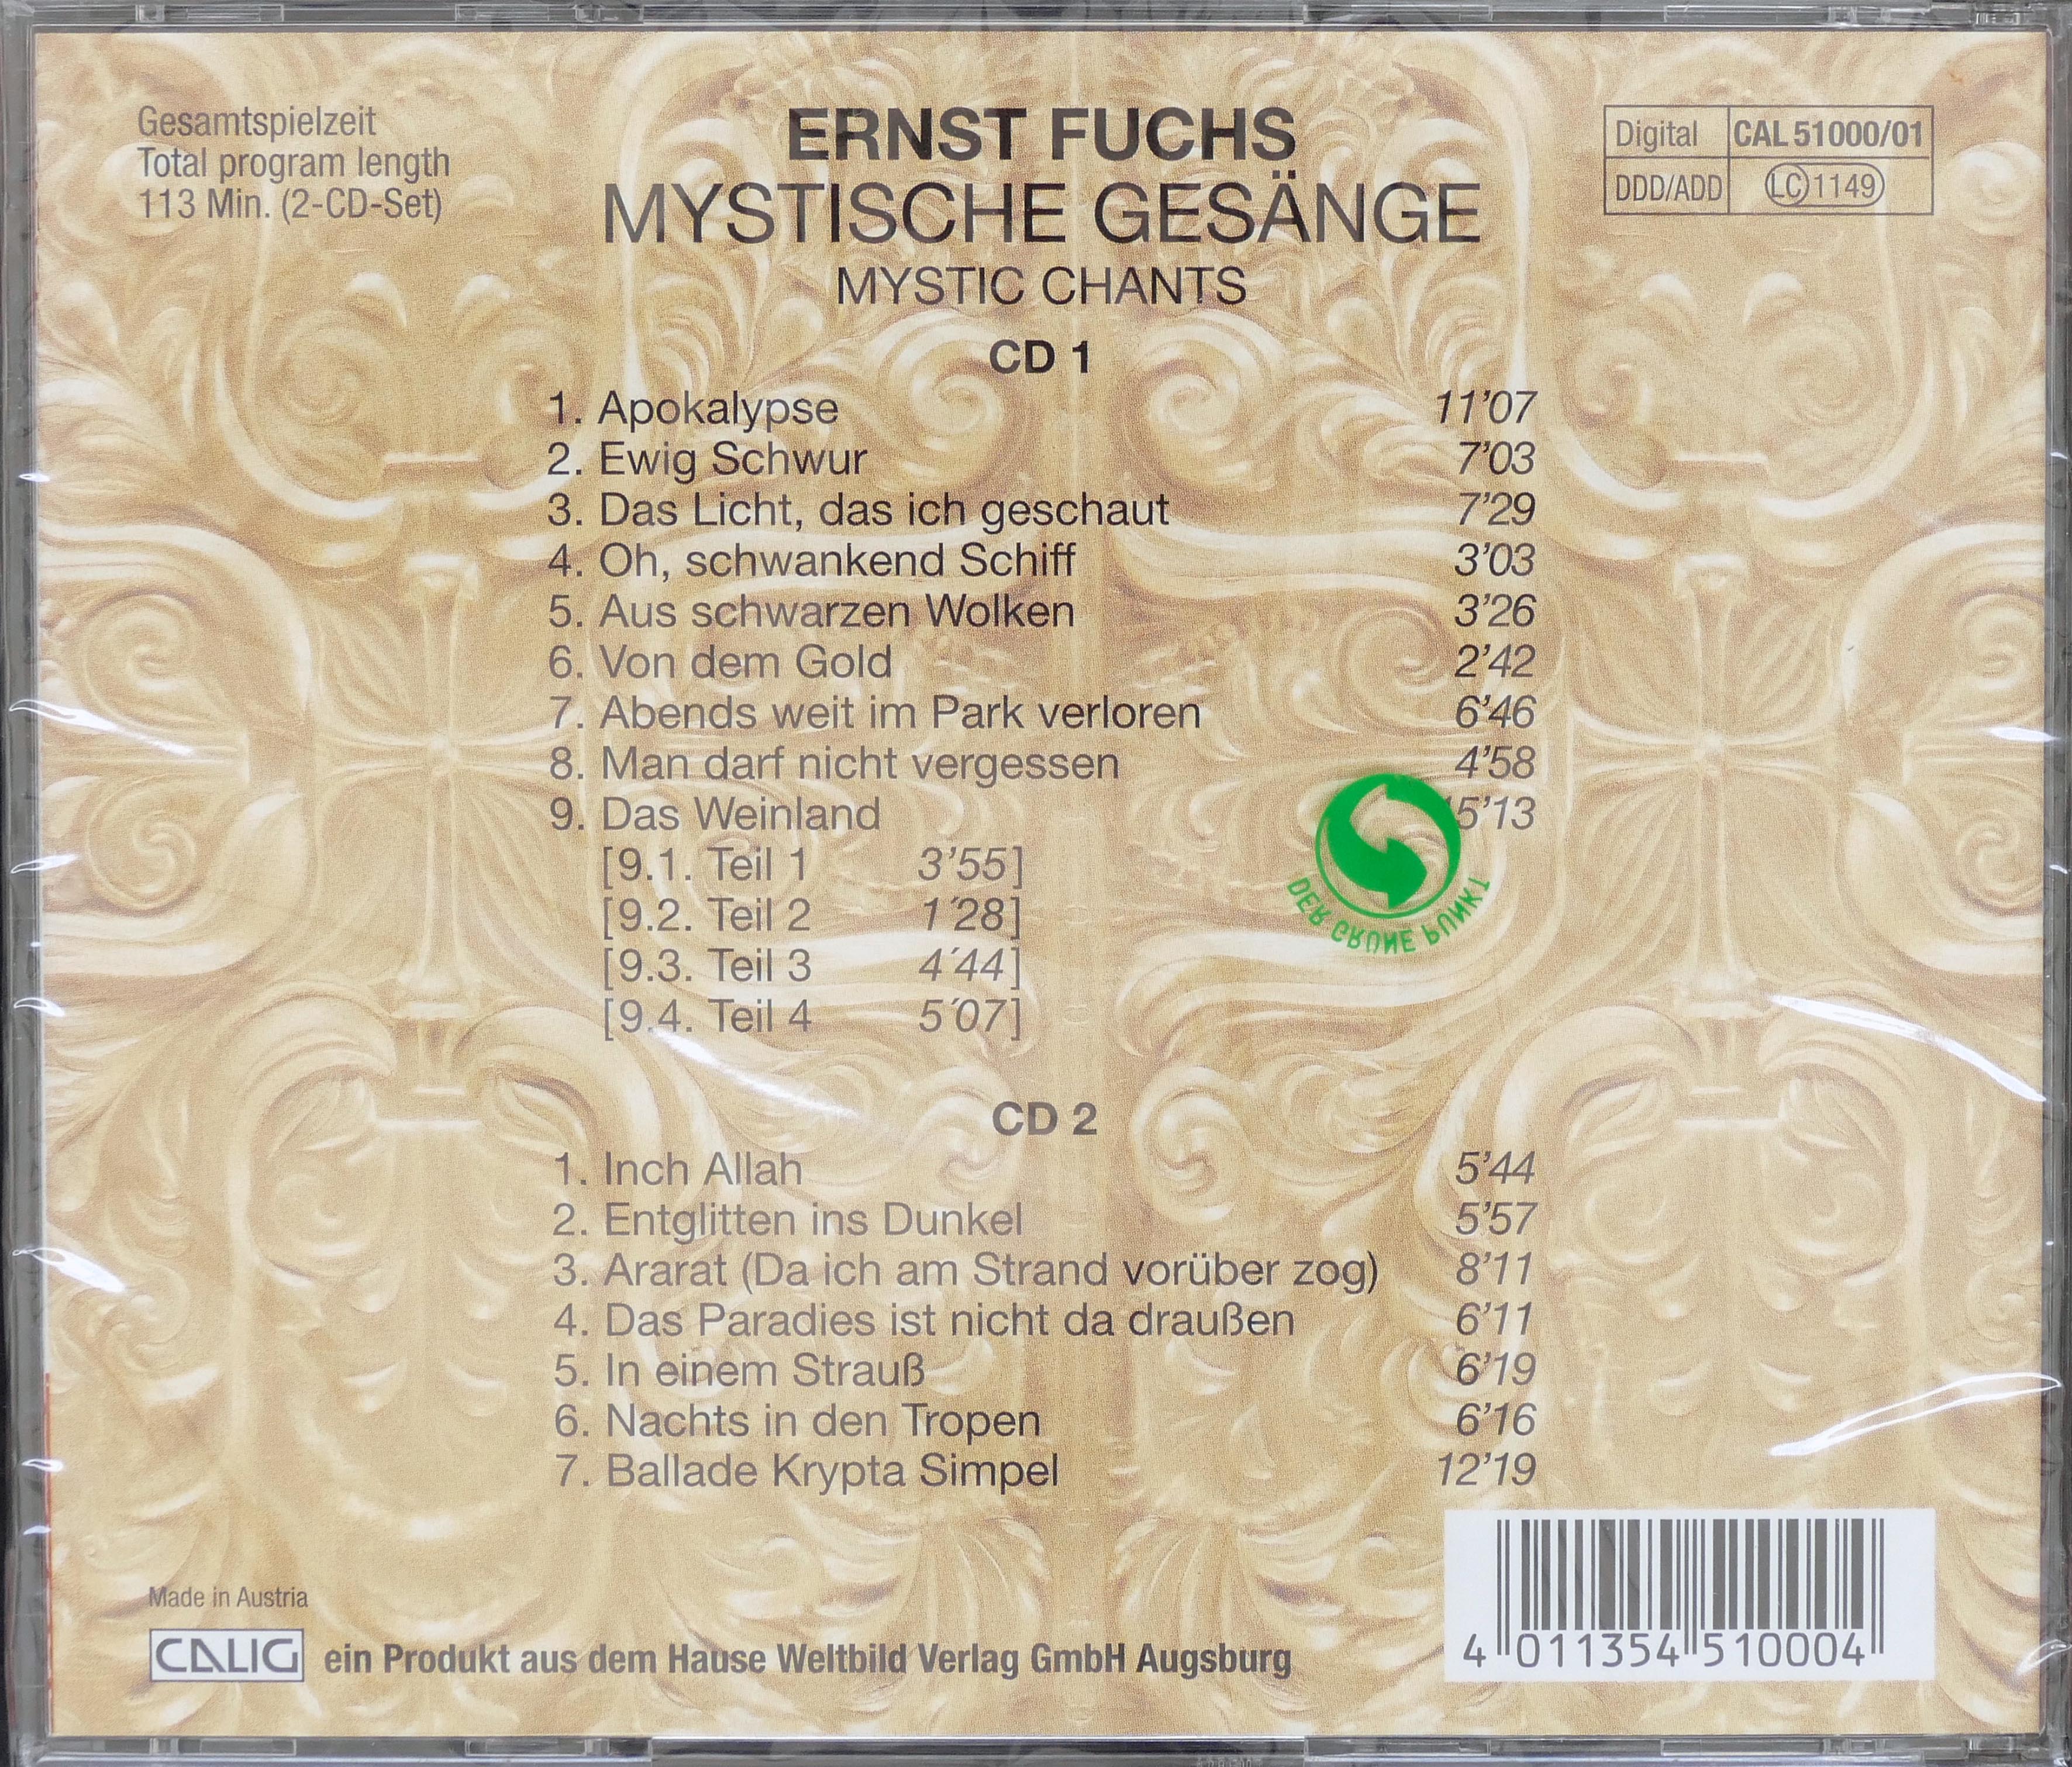 Gesamtspielzeit
Total program length
113 Min. (2-CD-Set)
ERNST FUCHS
MYSTISCHE GESÄNGE
MYSTIC CHANTS
Digital CAL 51000/01
DDD/ADD LC 1149
CD 1
1. Apokalypse 11'07
2. Ewig Schwur 7'03
3. Das Licht, das ich geschaut 7'29
4. Oh, schwankend Schiff 3'03
5. Aus schwarzen Wolken 3'26
6. Von dem Gold 2'42
7. Abends weit im Park verloren 6'46
8. Man darf nicht vergessen 4'58
9. Das Weinland 15'13
[9.1. Teil 1 3'55]
[9.2. Teil 2 1´28]
[9.3. Teil 3 4´44]
[9.4. Teil 4 5´07]
DER GRÜNE PUNKT
CD 2
1. Inch Allah 5'44
2. Entglitten ins Dunkel 5'57
3. Ararat (Da ich am Strand vorüber zog) 8'11
4. Das Paradies ist nicht da draußen 6'11
5. In einem Strauß 6'19
6. Nachts in den Tropen 6'16
7. Ballade Krypta Simpel 12'19
Made in Austria
CALIG ein Produkt aus dem Hause Weltbild Verlag GmbH Augsburg
4 011354 510004